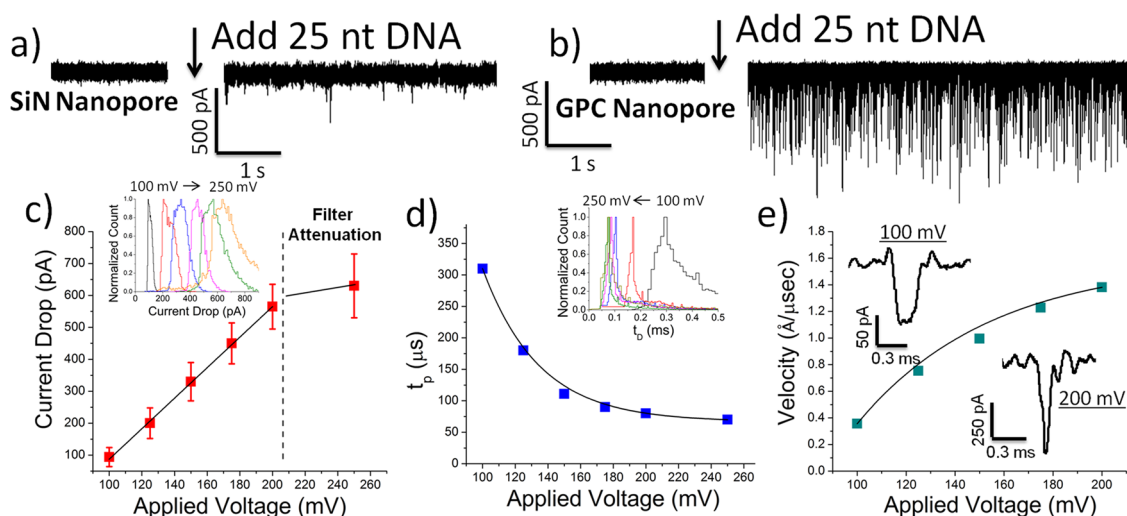 a)
Add 25 nt DNA
SiN Nanopore
500 pA
1 s
b)
Add 25 nt DNA
GPC Nanopore
500 pA
1 s
c)
100 mV → 250 mV
Normalized Count
1.0
0.8
0.6
0.4
0.2
0.0
0 200 400 600 800
Current Drop (pA)
Filter
Attenuation
Current Drop (pA)
800
700
600
500
400
300
200
100
100 120 140 160 180 200 220 240 260
Applied Voltage (mV)
d)
250 mV ← 100 mV
Normalized Count
1.0
0.8
0.6
0.4
0.2
0.0
0.0 0.1 0.2 0.3 0.4 0.5
tD (ms)
tp (μs)
350
300
250
200
150
100
50
0
100 120 140 160 180 200 220 240 260
Applied Voltage (mV)
e)
100 mV
50 pA
0.3 ms
200 mV
250 pA
0.3 ms
Velocity (Å/μsec)
1.8
1.6
1.4
1.2
1.0
0.8
0.6
0.4
0.2
0.0
100 120 140 160 180 200
Applied Voltage (mV)